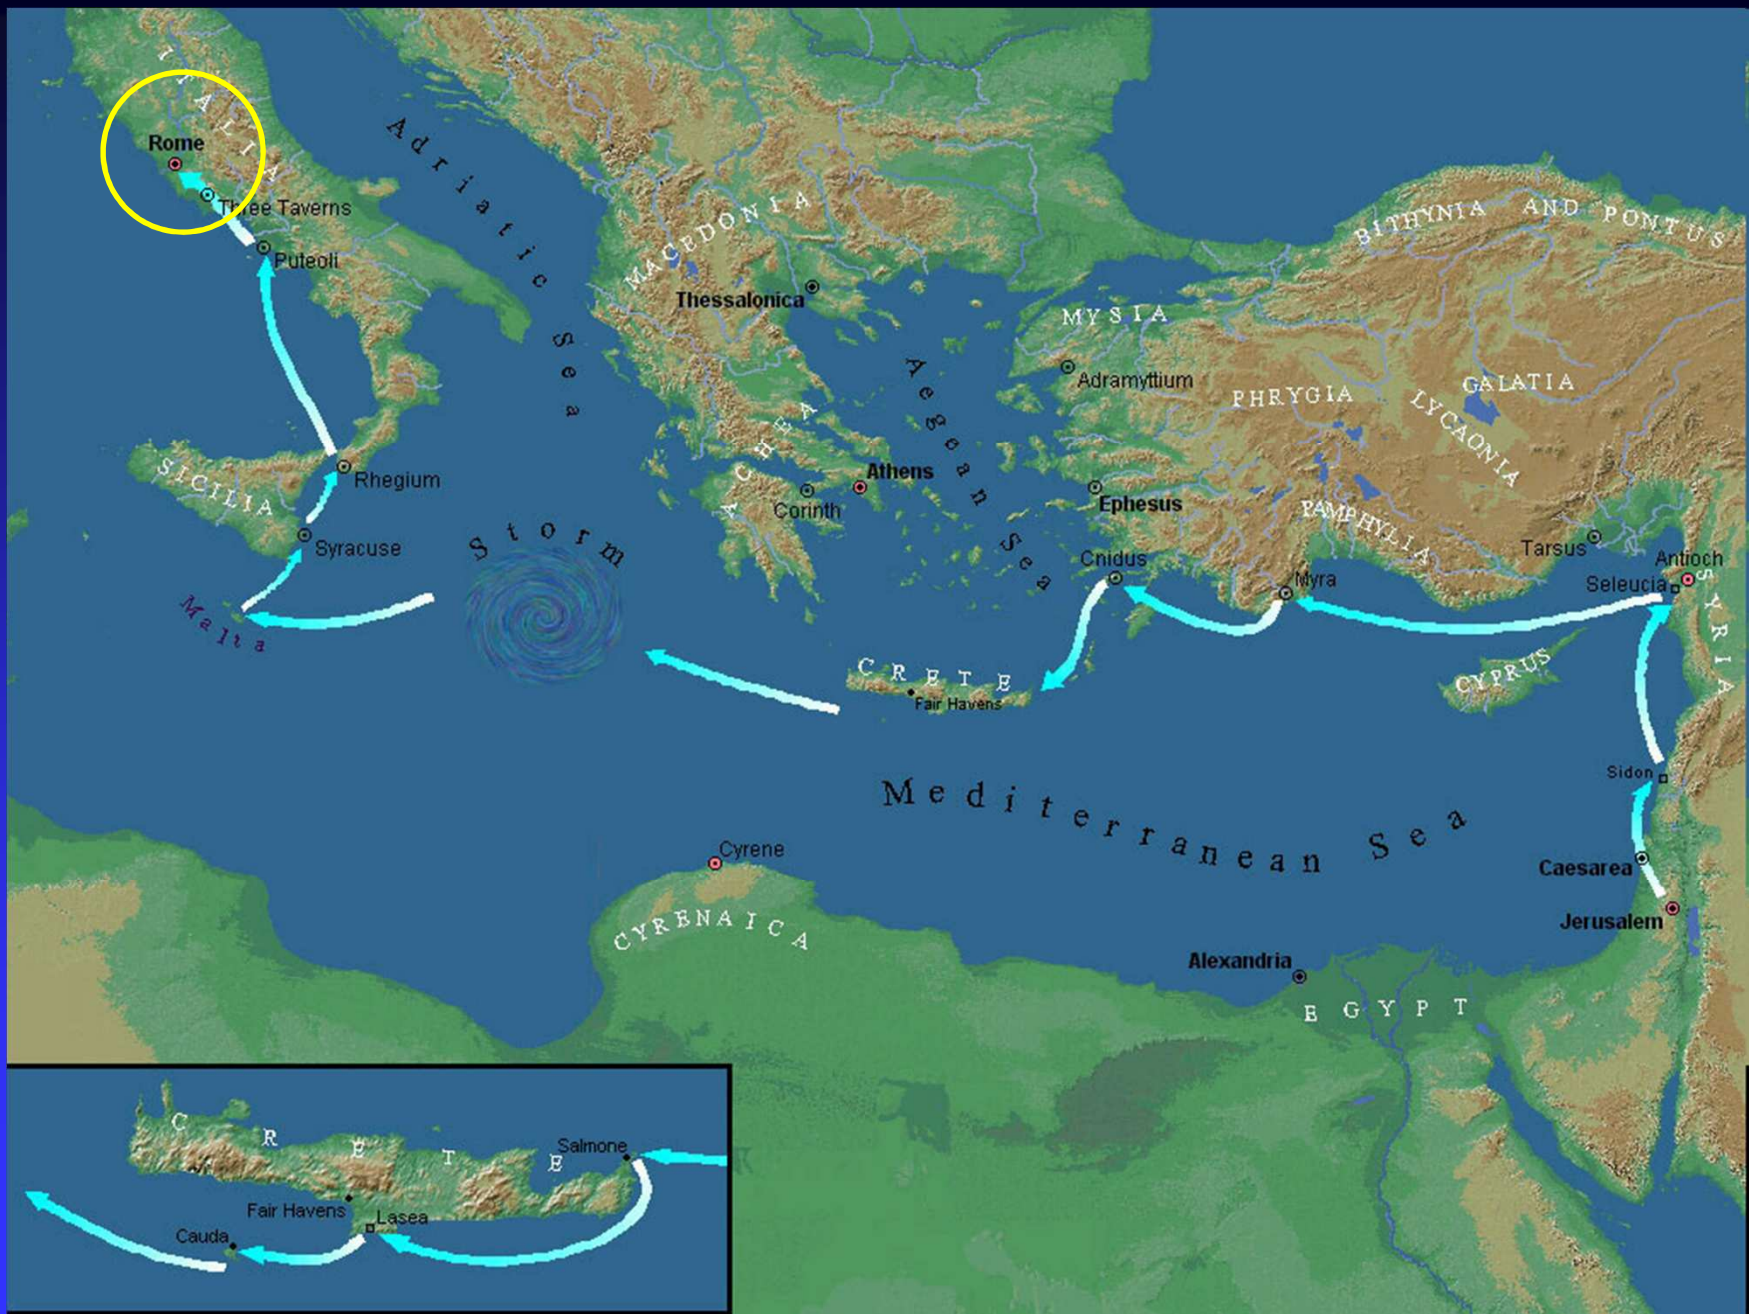 ITALIA
Rome
Three Taverns
Puteoli
Adriatic Sea
MACEDONIA
Thessalonica
BITHYNIA AND PONTUS
MYSIA
Adramyttium
Aegean Sea
PHRYGIA
GALATIA
LYCAONIA
ACHEA
Athens
Corinth
Ephesus
PAMPHYLIA
SICILIA
Rhegium
Syracuse
Storm
Malta
Cnidus
Myra
Tarsus
Antioch
Seleucia
SYRIA
CRETE
Fair Havens
CYPRUS
Sidon
Mediterranean Sea
Cyrene
CYRENAICA
Caesarea
Jerusalem
Alexandria
EGYPT
CRETE
Salmone
Fair Havens
Lasea
Cauda